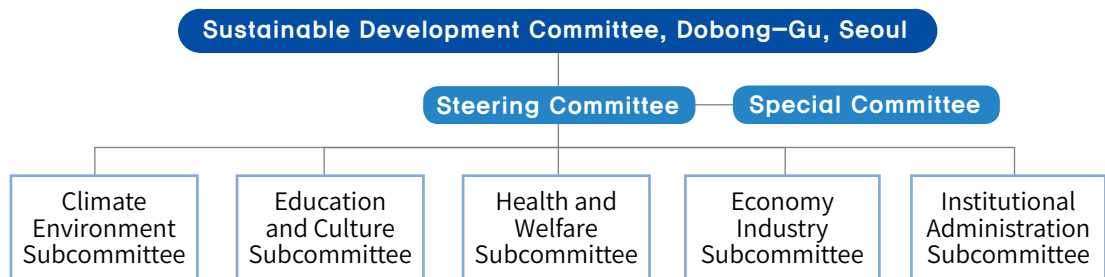 Sustainable Development Committee, Dobong-Gu, Seoul
Steering Committee
Special Committee
Climate
Environment
Subcommittee
Education
and Culture
Subcommittee
Health and
Welfare
Subcommittee
Economy
Industry
Subcommittee
Institutional
Administration
Subcommittee